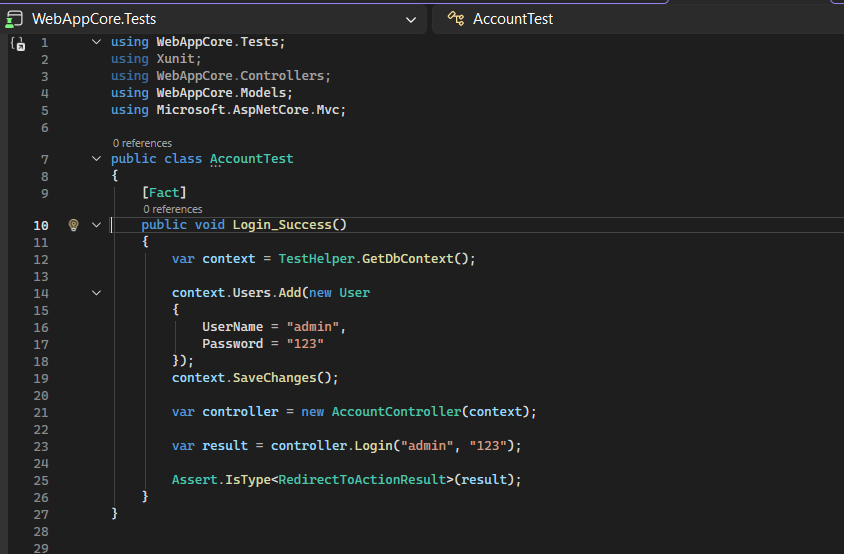 WebAppCore.Tests
AccountTest
1 using WebAppCore.Tests;
2 using Xunit;
3 using WebAppCore.Controllers;
4 using WebAppCore.Models;
5 using Microsoft.AspNetCore.Mvc;
6
0 references
7 public class AccountTest
8 {
9 [Fact]
0 references
10 public void Login_Success()
11 {
12 var context = TestHelper.GetDbContext();
13
14 context.Users.Add(new User
15 {
16 UserName = "admin",
17 Password = "123"
18 });
19 context.SaveChanges();
20
21 var controller = new AccountController(context);
22
23 var result = controller.Login("admin", "123");
24
25 Assert.IsType<RedirectToActionResult>(result);
26 }
27 }
28
29